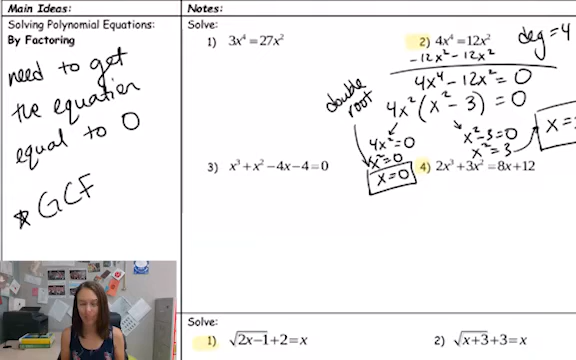 Main Ideas:
Notes:
Solving Polynomial Equations:
By Factoring
need to get
the equation
equal to 0
* GCF
Solve:
1) 3x⁴ = 27x²
2) 4x⁴ = 12x²
deg = 4
-12x² -12x²
4x⁴ - 12x² = 0
4x² (x² - 3) = 0
double
root
4x² = 0
x² = 0
x = 0
x² - 3 = 0
x² = 3
x =
3) x³ + x² - 4x - 4 = 0
4) 2x³ + 3x² = 8x + 12
Solve:
1) √(2x-1) + 2 = x
2) √(x+3) + 3 = x